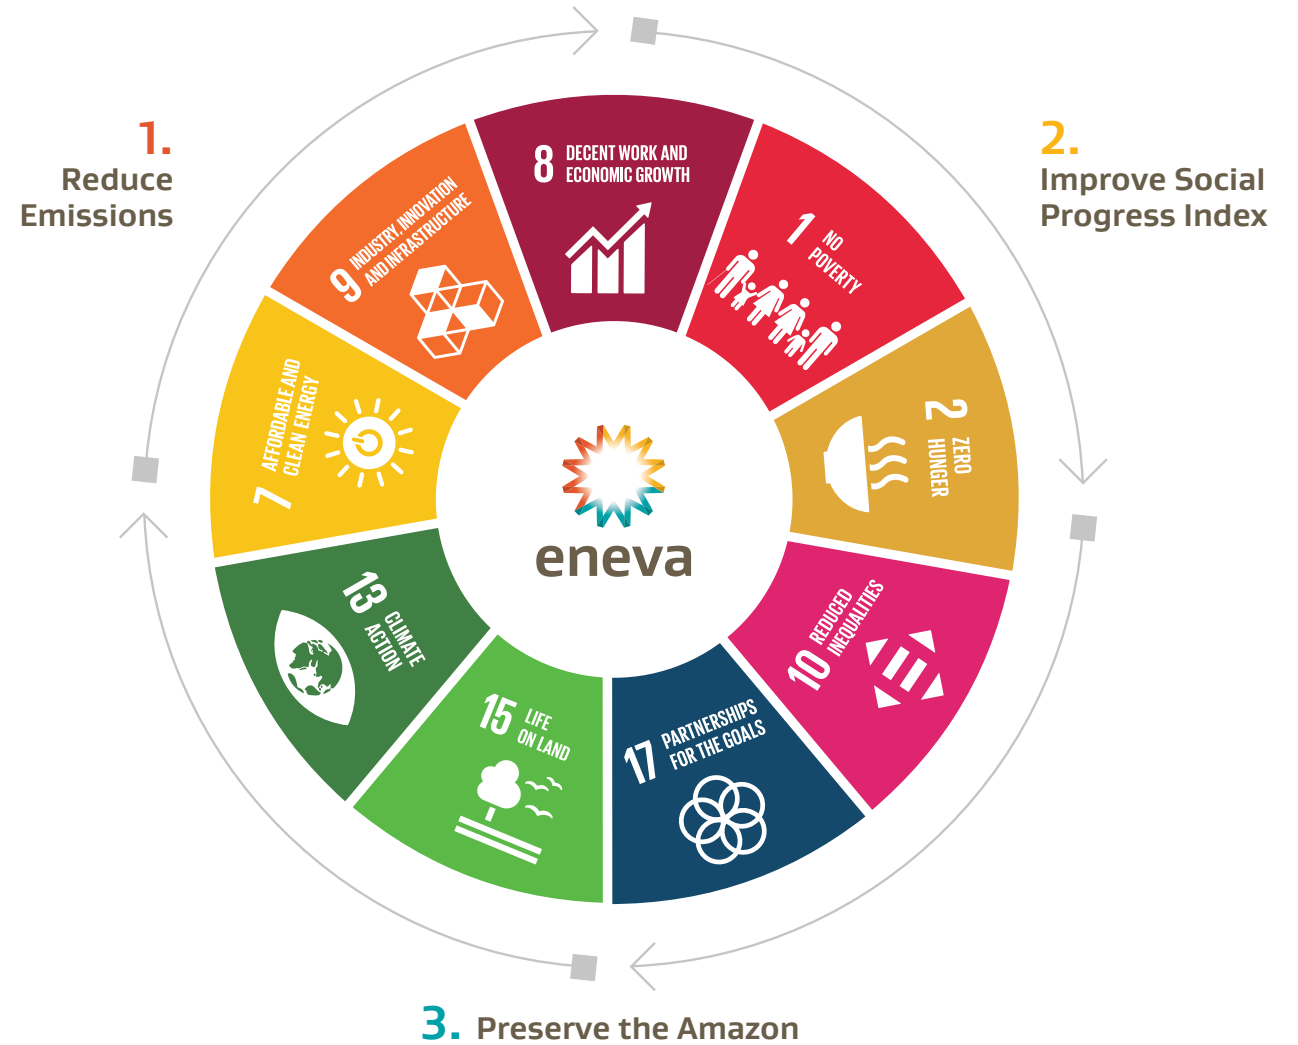 1.
Reduce
Emissions
2.
Improve Social
Progress Index
8 DECENT WORK AND
ECONOMIC GROWTH
1 NO
POVERTY
2 ZERO
HUNGER
10 REDUCED
INEQUALITIES
17 PARTNERSHIPS
FOR THE GOALS
15 LIFE
ON LAND
13 CLIMATE
ACTION
7 AFFORDABLE AND
CLEAN ENERGY
9 INDUSTRY, INNOVATION
AND INFRASTRUCTURE
eneva
3. Preserve the Amazon